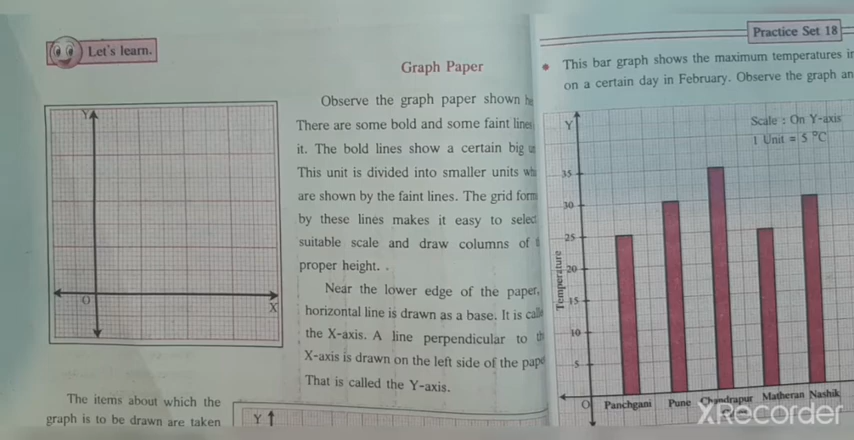 Let's learn.
Graph Paper
Y
O
X
Observe the graph paper shown
There are some bold and some faint lines
it. The bold lines show a certain big
This unit is divided into smaller units
are shown by the faint lines. The grid
by these lines makes it easy to
suitable scale and draw columns of
proper height.
Near the lower edge of the paper,
horizontal line is drawn as a base. It is
the X-axis. A line perpendicular to
X-axis is drawn on the left side of the
That is called the Y-axis.
The items about which the
graph is to be drawn are taken
Y
Practice Set 18
• This bar graph shows the maximum temperatures
on a certain day in February. Observe the graph
Y
Scale : On Y-axis
1 Unit = 5 °C
35
30
25
20
15
10
5
Temperature
O
Panchgani Pune Chandrapur Matheran Nashik
XRecorder